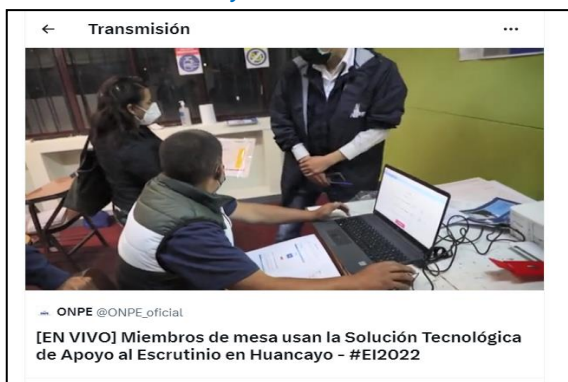 Transmisión
ONPE @ONPE_oficial
[EN VIVO] Miembros de mesa usan la Solución Tecnológica
de Apoyo al Escrutinio en Huancayo - #EI2022